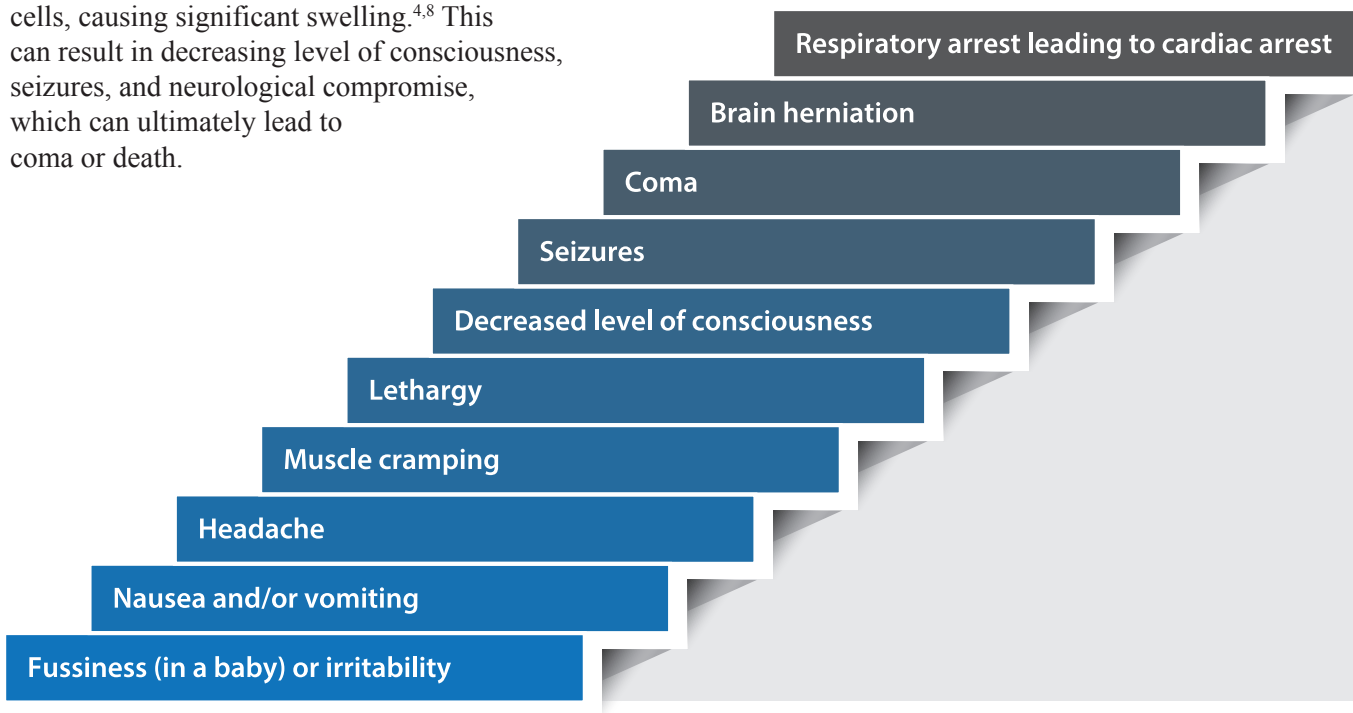 cells, causing significant swelling.4,8 This
can result in decreasing level of consciousness,
seizures, and neurological compromise,
which can ultimately lead to
coma or death.
Respiratory arrest leading to cardiac arrest
Brain herniation
Coma
Seizures
Decreased level of consciousness
Lethargy
Muscle cramping
Headache
Nausea and/or vomiting
Fussiness (in a baby) or irritability